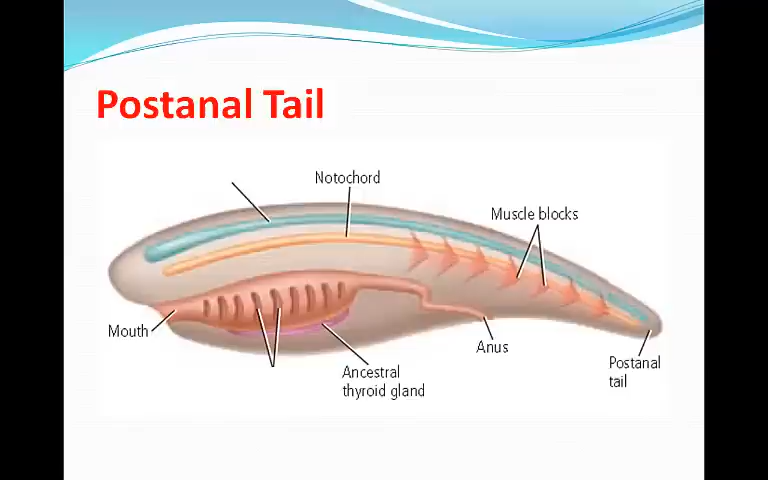 Postanal Tail
Notochord
Muscle blocks
Mouth
Anus
Ancestral
thyroid gland
Postanal
tail